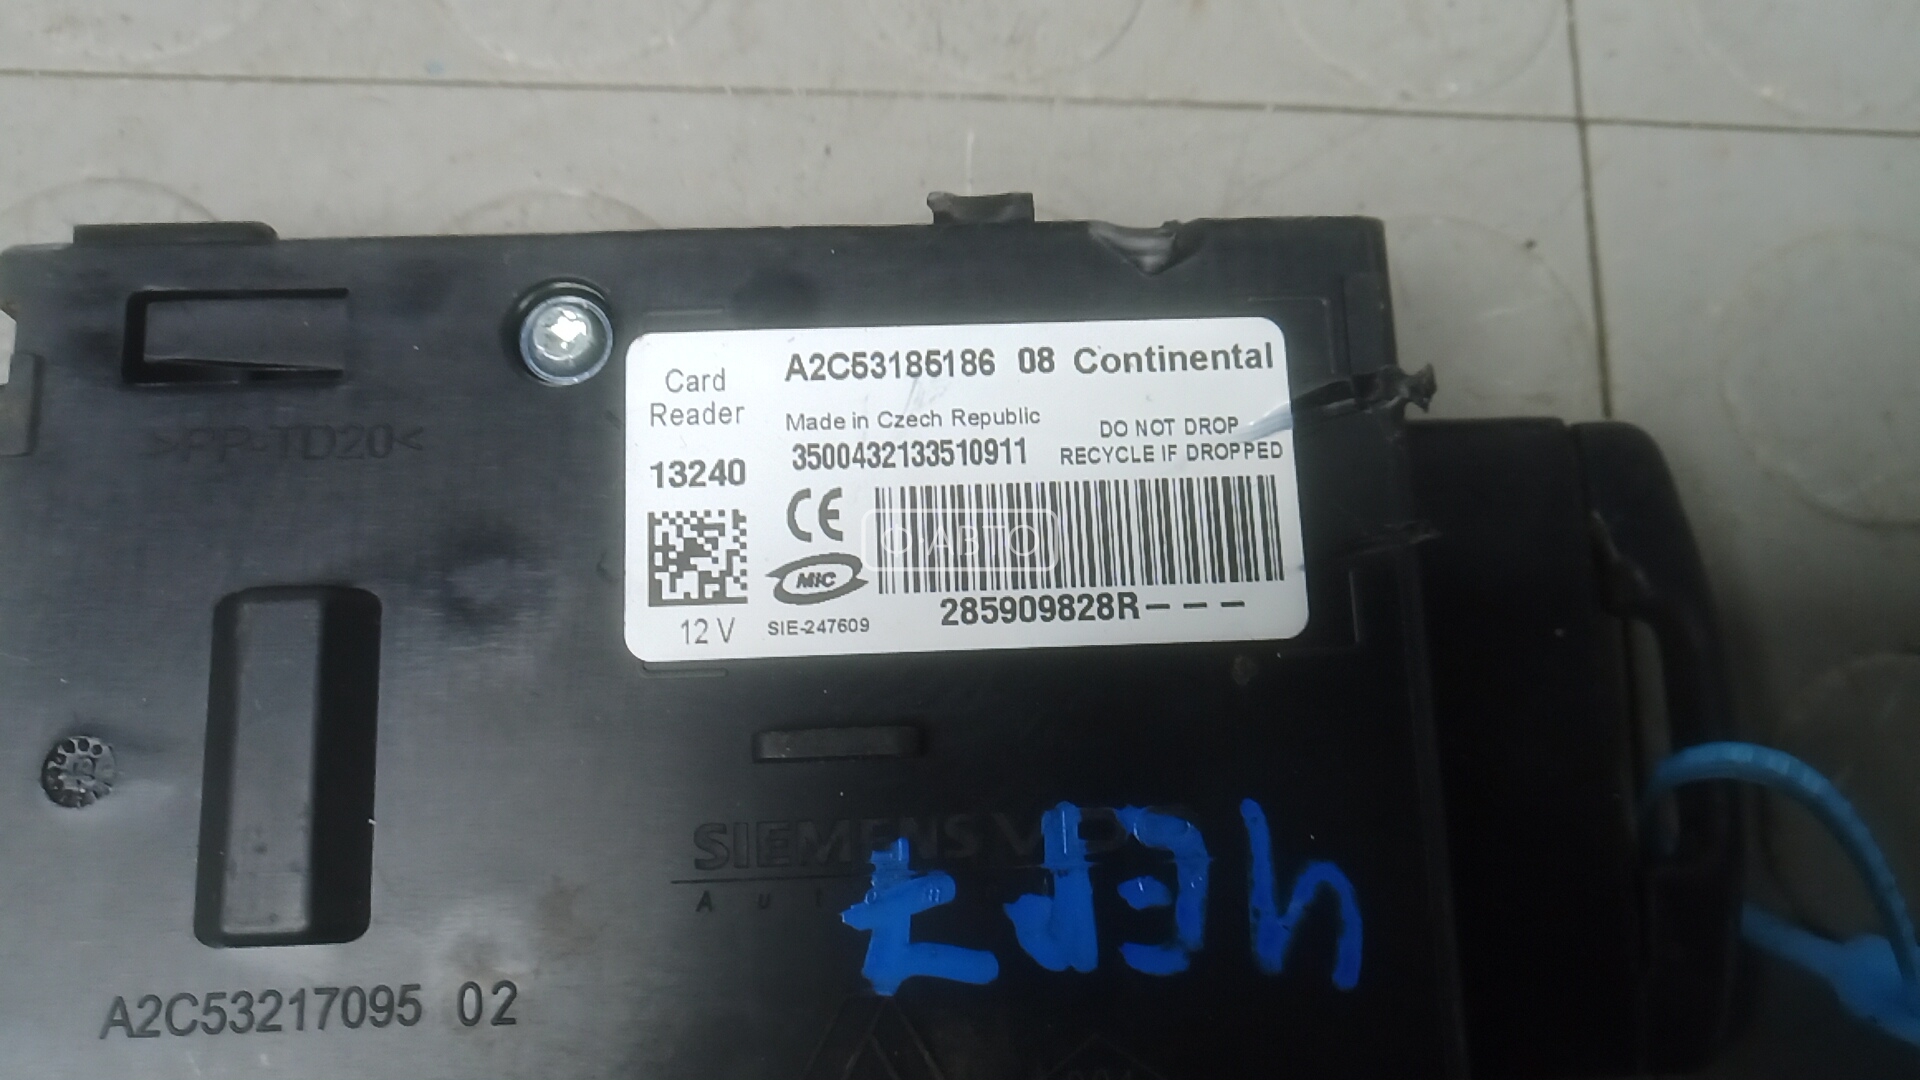 Card
Reader
A2C53185186 08 Continental
Made in Czech Republic
DO NOT DROP
3500432133510911
RECYCLE IF DROPPED
13240
CE
© АВТО
MIC
285909828R---
12 V
SIE-247609
>PP-TD20<
SIEMENS VDO
A2C53217095 02